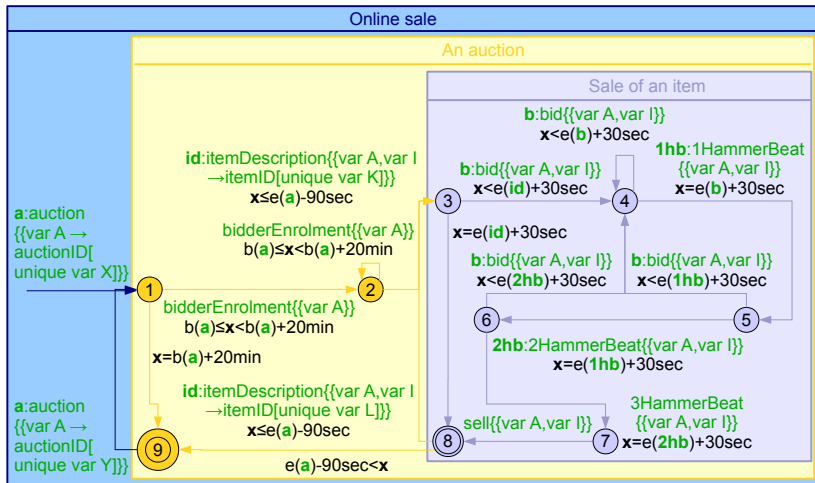 Online sale
An auction
Sale of an item
b:bid{{var A,var I}}
x<e(b)+30sec
id:itemDescription{{var A,var I
→itemID[unique var K]}}
x≤e(a)-90sec
b:bid{{var A,var I}}
x<e(id)+30sec
1hb:1HammerBeat
{{var A,var I}}
x=e(b)+30sec
3
4
a:auction
{{var A →
auctionID[
unique var X]}}
bidderEnrolment{{var A}}
b(a)≤x<b(a)+20min
x=e(id)+30sec
b:bid{{var A,var I}}
x<e(2hb)+30sec
b:bid{{var A,var I}}
x<e(1hb)+30sec
1
2
bidderEnrolment{{var A}}
b(a)≤x<b(a)+20min
6
5
x=b(a)+20min
2hb:2HammerBeat{{var A,var I}}
x=e(1hb)+30sec
id:itemDescription{{var A,var I
→itemID[unique var L]}}
x≤e(a)-90sec
a:auction
{{var A →
auctionID[
unique var Y]}}
9
8
sell{{var A,var I}}
7
3HammerBeat
{{var A,var I}}
x=e(2hb)+30sec
e(a)-90sec<x